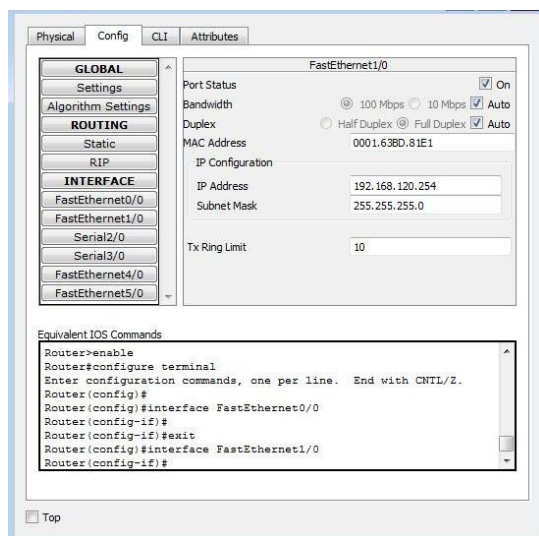 Physical Config CLI Attributes
GLOBAL
Settings
Algorithm Settings
ROUTING
Static
RIP
INTERFACE
FastEthernet0/0
FastEthernet1/0
Serial2/0
Serial3/0
FastEthernet4/0
FastEthernet5/0
FastEthernet1/0
Port Status On
Bandwidth 100 Mbps 10 Mbps Auto
Duplex Half Duplex Full Duplex Auto
MAC Address 0001.63BD.81E1
IP Configuration
IP Address 192.168.120.254
Subnet Mask 255.255.255.0
Tx Ring Limit 10
Equivalent IOS Commands
Router>enable
Router#configure terminal
Enter configuration commands, one per line. End with CNTL/Z.
Router(config)#
Router(config)#interface FastEthernet0/0
Router(config-if)#
Router(config-if)#exit
Router(config)#interface FastEthernet1/0
Router(config-if)#
Top